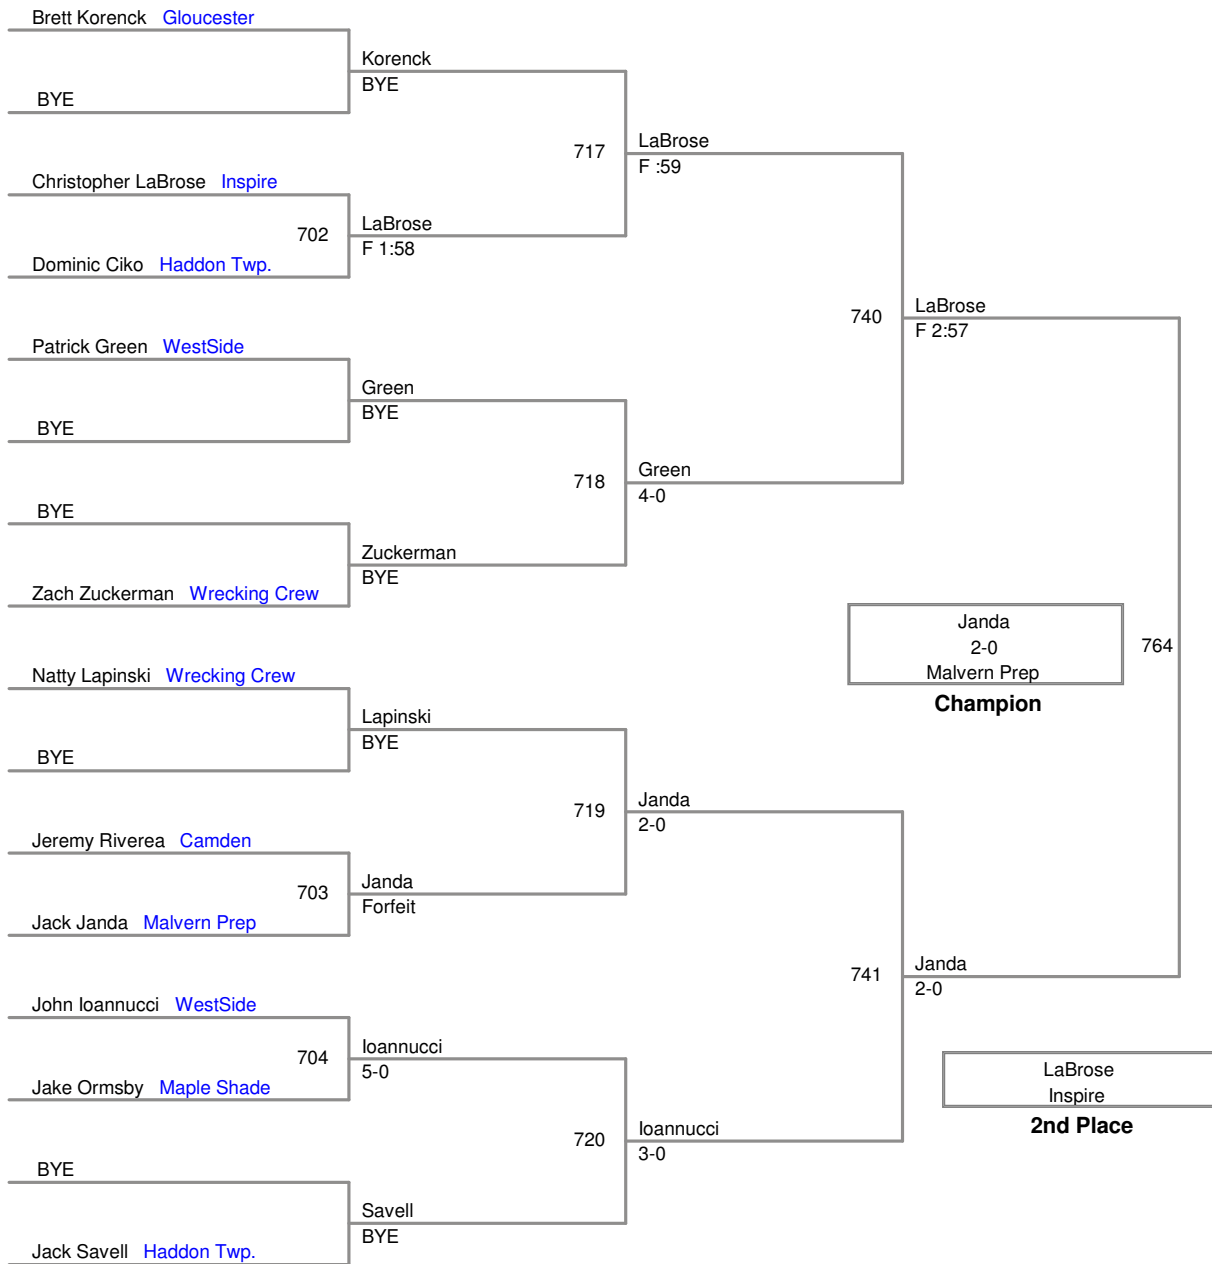 Brett Korenck Gloucester
Korenck
BYE
BYE
717
LaBrose
F :59
Christopher LaBrose Inspire
702
LaBrose
F 1:58
Dominic Ciko Haddon Twp.
740
LaBrose
F 2:57
Patrick Green WestSide
Green
BYE
BYE
718
Green
4-0
BYE
Zuckerman
BYE
Zach Zuckerman Wrecking Crew
Janda
2-0
Malvern Prep
Champion
764
Natty Lapinski Wrecking Crew
Lapinski
BYE
BYE
719
Janda
2-0
Jeremy Riverea Camden
703
Janda
Forfeit
Jack Janda Malvern Prep
741
Janda
2-0
John Ioannucci WestSide
704
Ioannucci
5-0
Jake Ormsby Maple Shade
LaBrose
Inspire
2nd Place
720
Ioannucci
3-0
BYE
Savell
BYE
Jack Savell Haddon Twp.